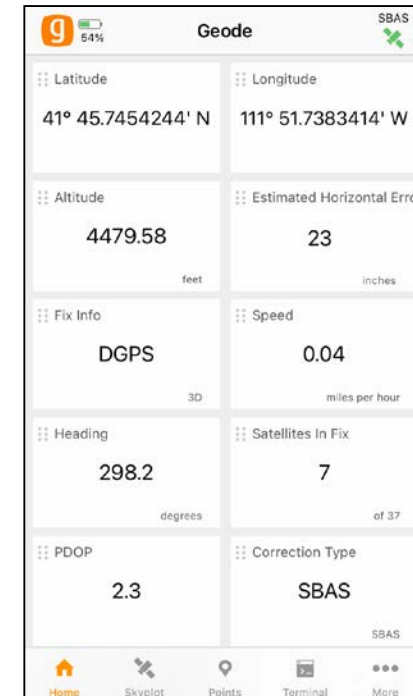 g 54% Geode SBAS
Latitude
41° 45.7454244' N
Longitude
111° 51.7383414' W
Altitude
4479.58
feet
Estimated Horizontal Erro
23
inches
Fix Info
DGPS
3D
Speed
0.04
miles per hour
Heading
298.2
degrees
Satellites In Fix
7
of 37
PDOP
2.3
Correction Type
SBAS
SBAS
Home Skyplot Points Terminal More